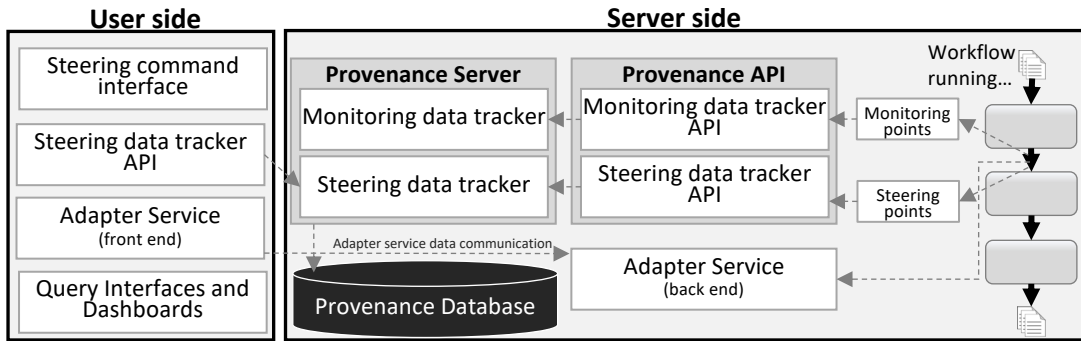 User side
Steering command
interface
Steering data tracker
API
Adapter Service
(front end)
Query Interfaces and
Dashboards
Server side
Provenance Server
Monitoring data tracker
Steering data tracker
Provenance API
Monitoring data tracker
API
Steering data tracker
API
Monitoring
points
Steering
points
Workflow
running...
Adapter service data communication
Provenance Database
Adapter Service
(back end)